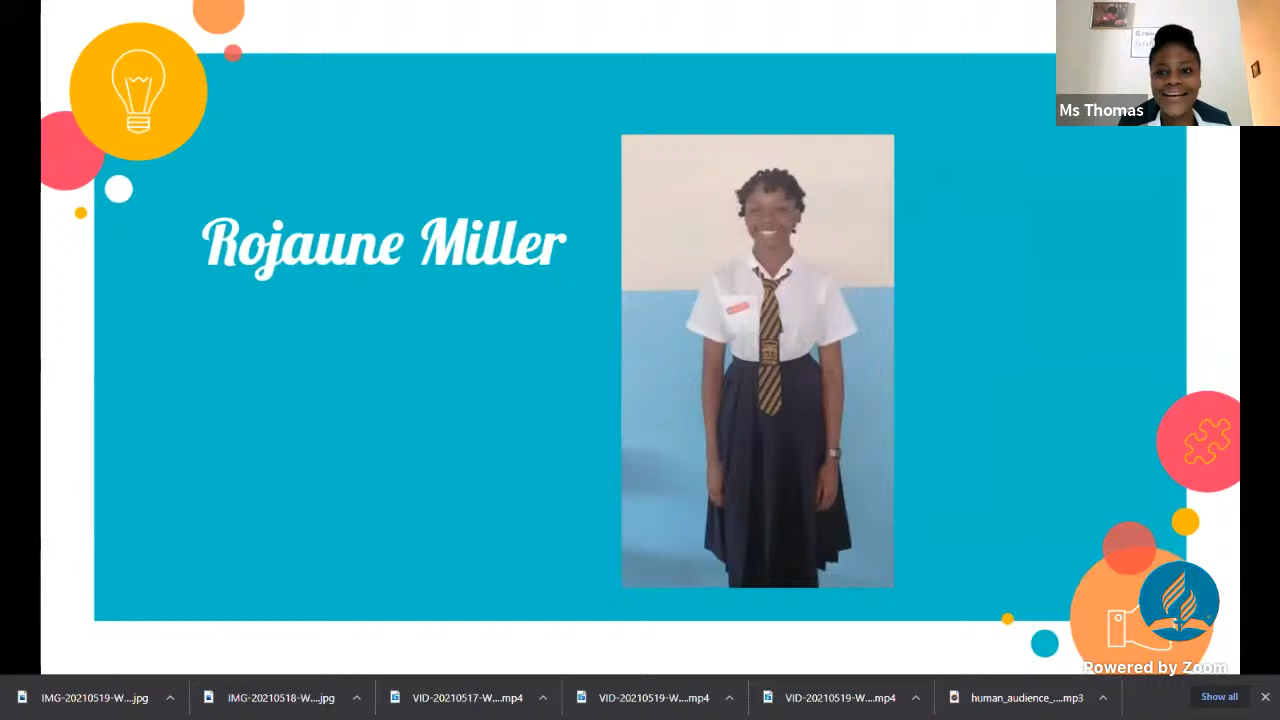 Ms Thomas
Rojaune Miller
Powered by Zoom
IMG-20210519-W....jpg
IMG-20210518-W....jpg
VID-20210517-W....mp4
VID-20210519-W....mp4
VID-20210519-W....mp4
human_audience_....mp3
Show all